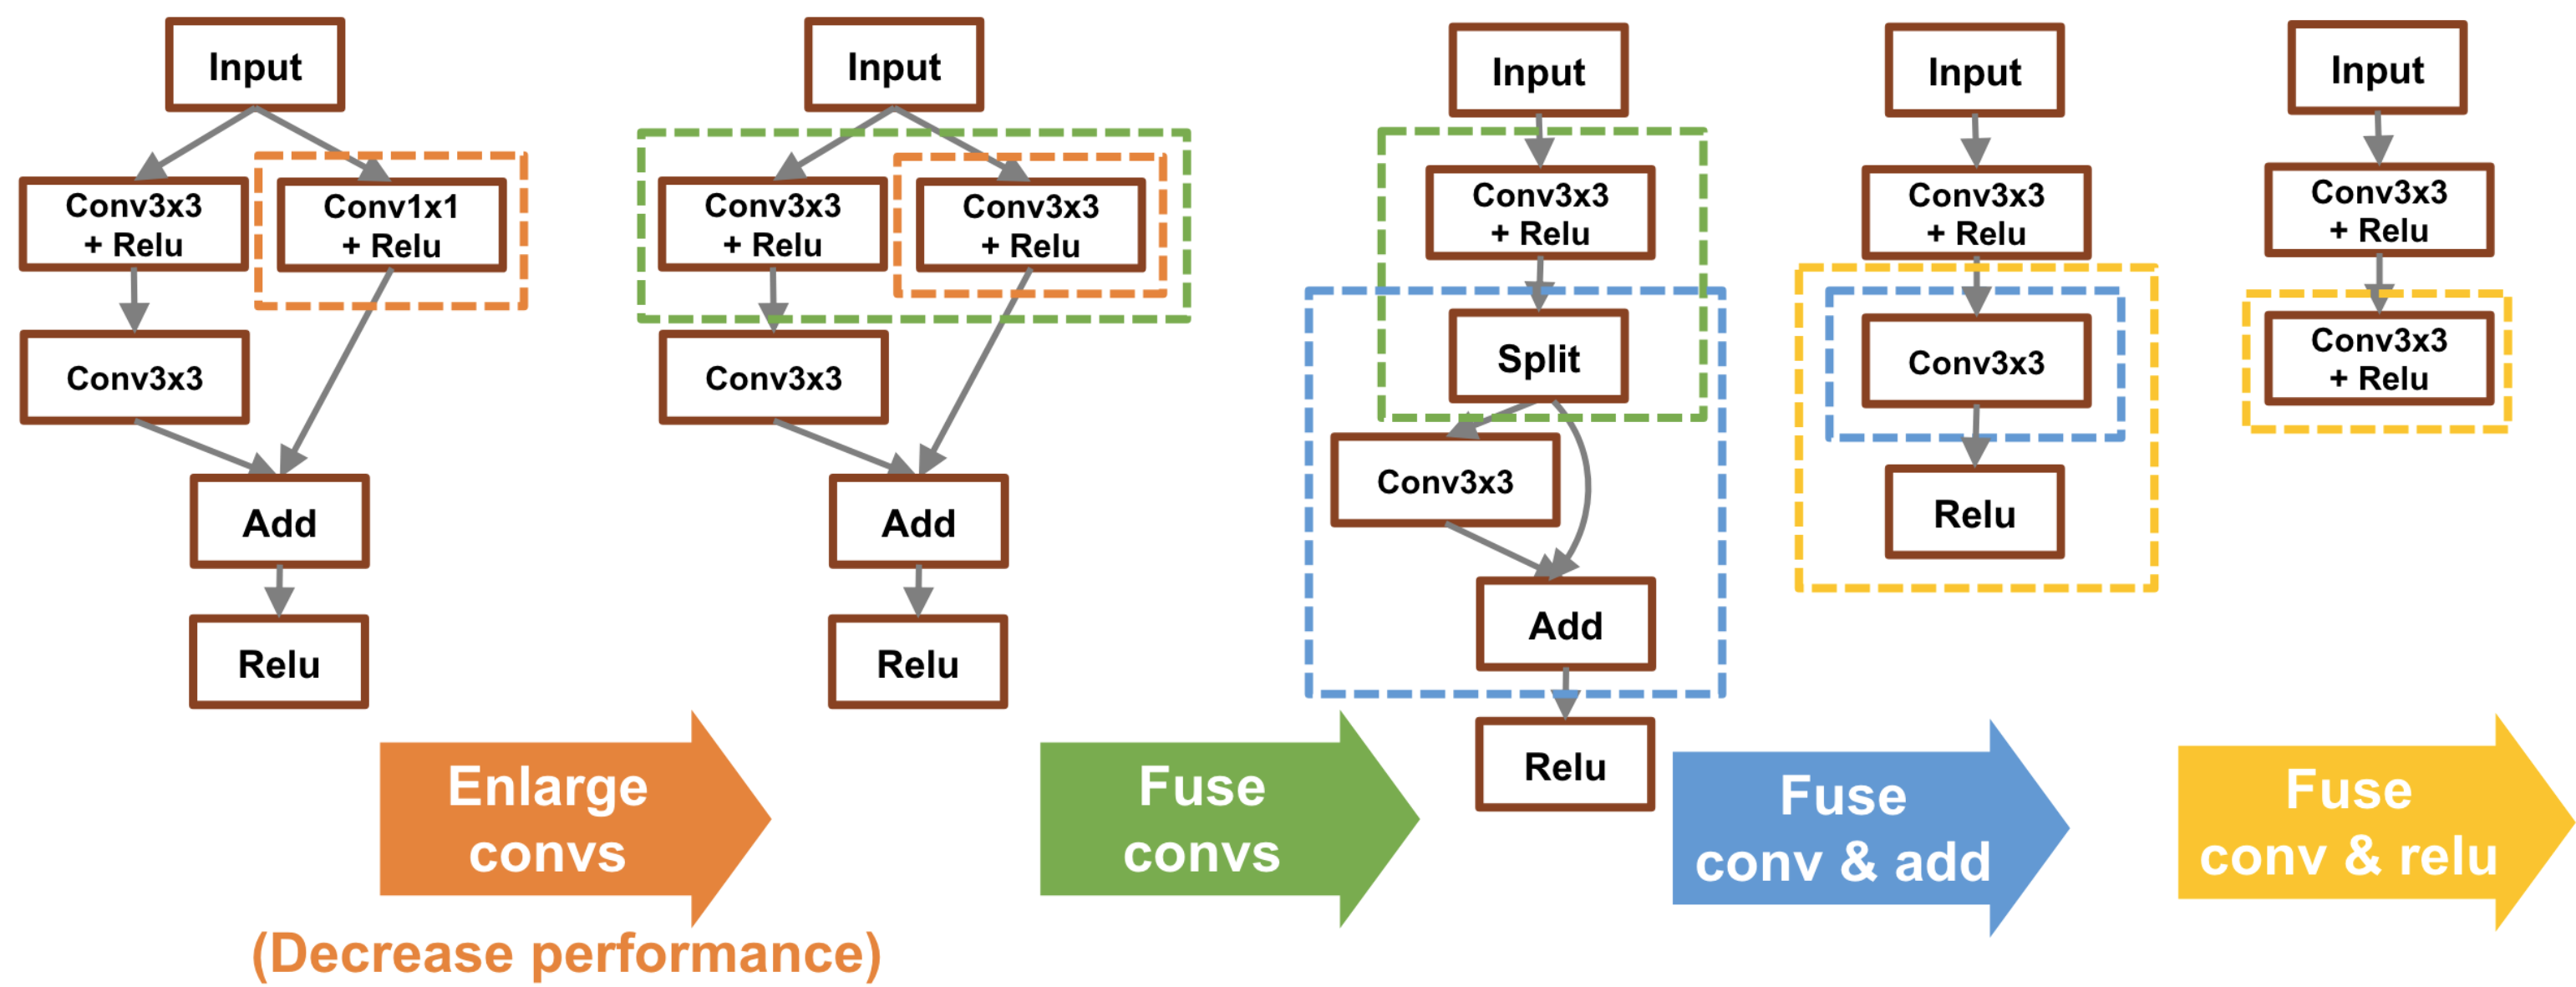 Input
Conv3x3
+ Relu
Conv1x1
+ Relu
Conv3x3
Add
Relu
Input
Conv3x3
+ Relu
Conv3x3
+ Relu
Conv3x3
Add
Relu
Input
Conv3x3
+ Relu
Split
Conv3x3
Add
Relu
Input
Conv3x3
+ Relu
Conv3x3
Relu
Input
Conv3x3
+ Relu
Conv3x3
+ Relu
Enlarge
convs
(Decrease performance)
Fuse
convs
Fuse
conv & add
Fuse
conv & relu